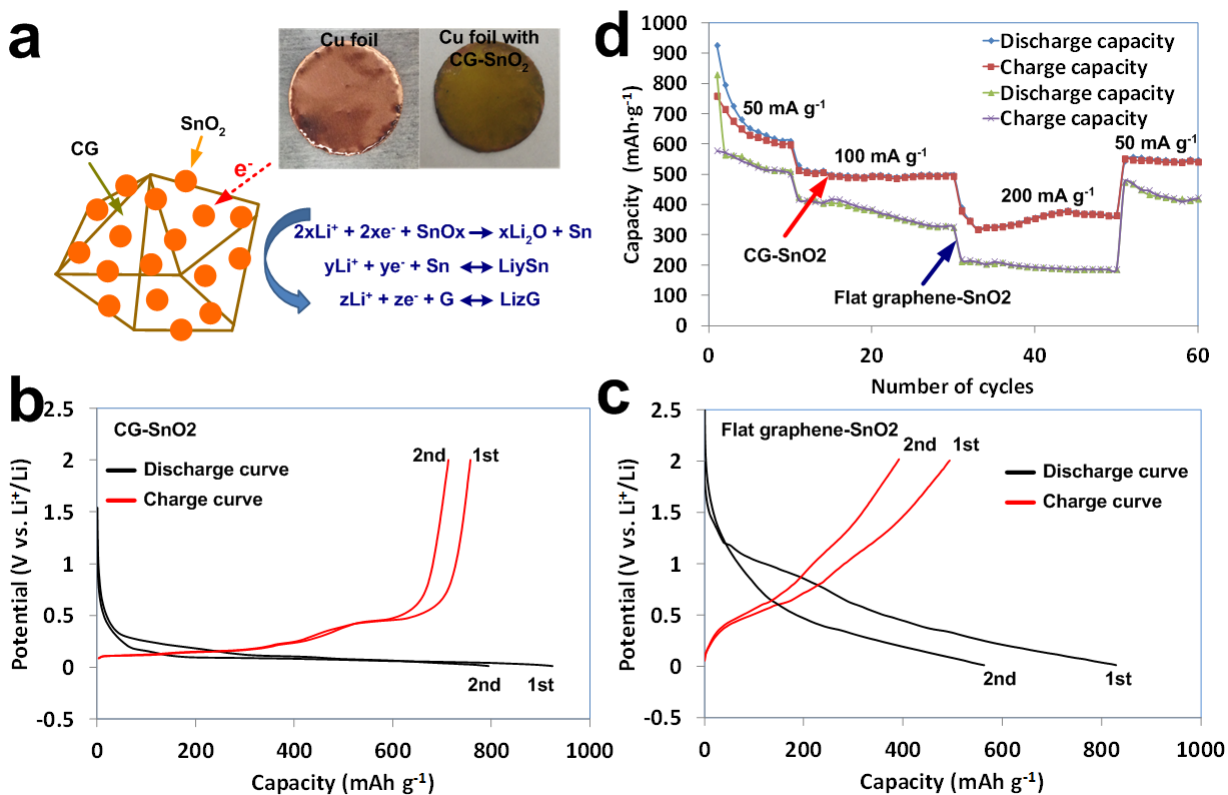 a
Cu foil
Cu foil with
CG-SnO₂
SnO₂
CG
e⁻
2xLi⁺ + 2xe⁻ + SnOx → xLi₂O + Sn
yLi⁺ + ye⁻ + Sn ↔ LiySn
zLi⁺ + ze⁻ + G ↔ LizG
d
Capacity (mAh·g⁻¹)
1000
900
800
700
600
500
400
300
200
100
0
0
20
40
60
Number of cycles
Discharge capacity
Charge capacity
Discharge capacity
Charge capacity
50 mA g⁻¹
100 mA g⁻¹
200 mA g⁻¹
50 mA g⁻¹
CG-SnO2
Flat graphene-SnO2
b
Potential (V vs. Li⁺/Li)
2.5
2
1.5
1
0.5
0
-0.5
0
200
400
600
800
1000
Capacity (mAh g⁻¹)
CG-SnO2
Discharge curve
Charge curve
2nd
1st
2nd
1st
c
Potential (V vs. Li⁺/Li)
2.5
2
1.5
1
0.5
0
-0.5
0
200
400
600
800
1000
Capacity (mAh g⁻¹)
Flat graphene-SnO2
2nd
1st
Discharge curve
Charge curve
2nd
1st